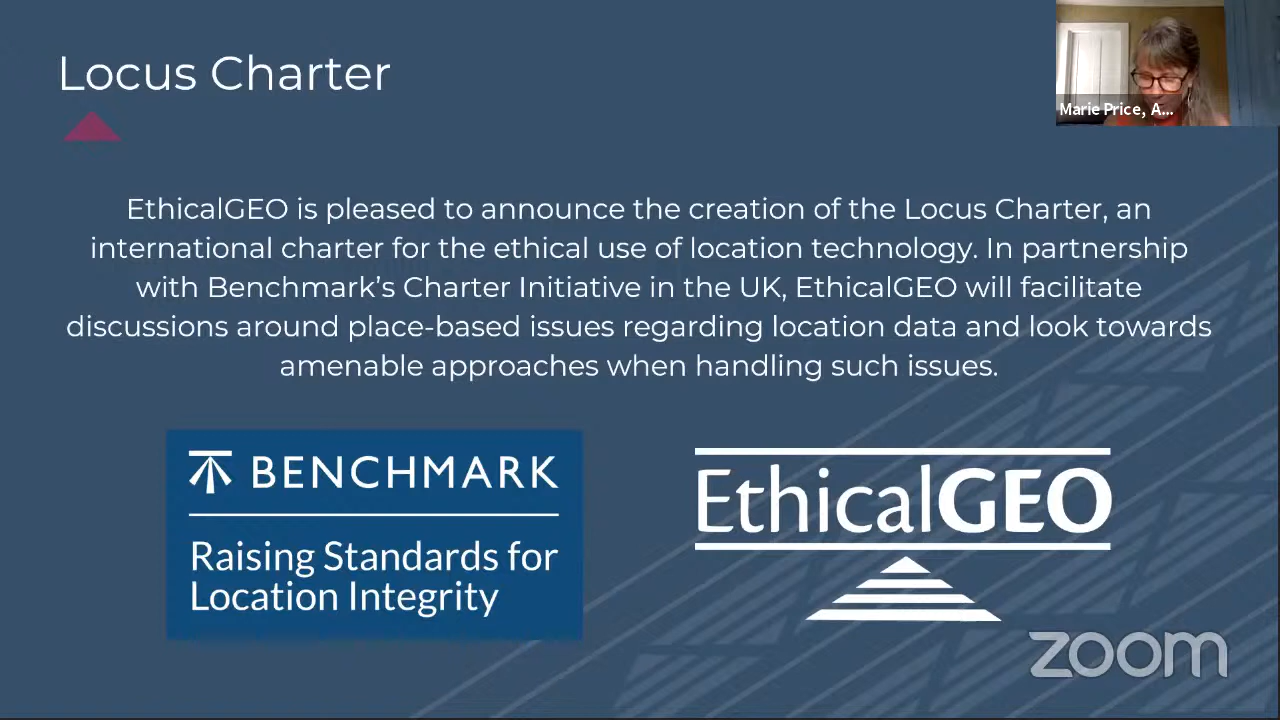 Locus Charter
Marie Price, A...
EthicalGEO is pleased to announce the creation of the Locus Charter, an
international charter for the ethical use of location technology. In partnership
with Benchmark's Charter Initiative in the UK, EthicalGEO will facilitate
discussions around place-based issues regarding location data and look towards
amenable approaches when handling such issues.
BENCHMARK
Raising Standards for
Location Integrity
EthicalGEO
zoom